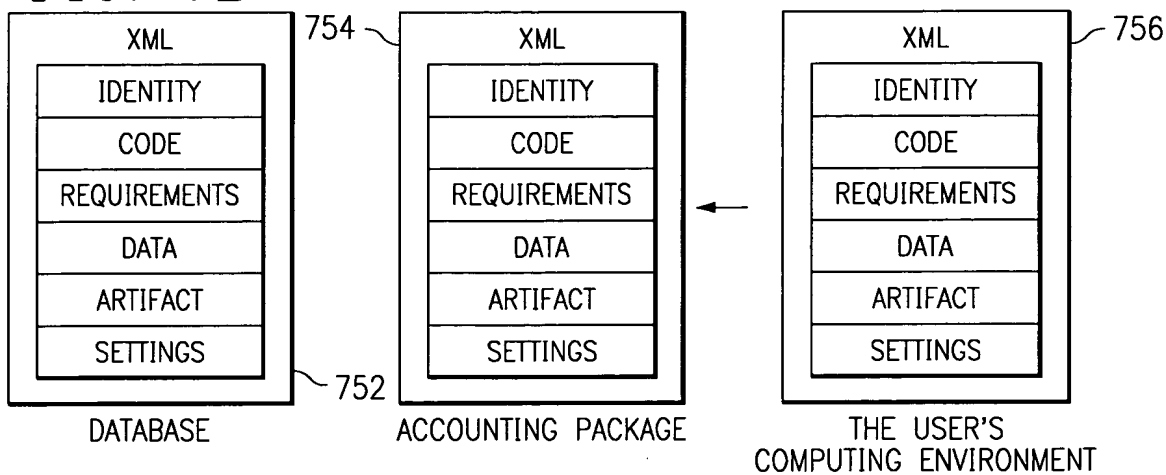 754
756
XML
IDENTITY
CODE
REQUIREMENTS
DATA
ARTIFACT
SETTINGS
752
DATABASE
XML
IDENTITY
CODE
REQUIREMENTS
DATA
ARTIFACT
SETTINGS
ACCOUNTING PACKAGE
XML
IDENTITY
CODE
REQUIREMENTS
DATA
ARTIFACT
SETTINGS
THE USER'S
COMPUTING ENVIRONMENT